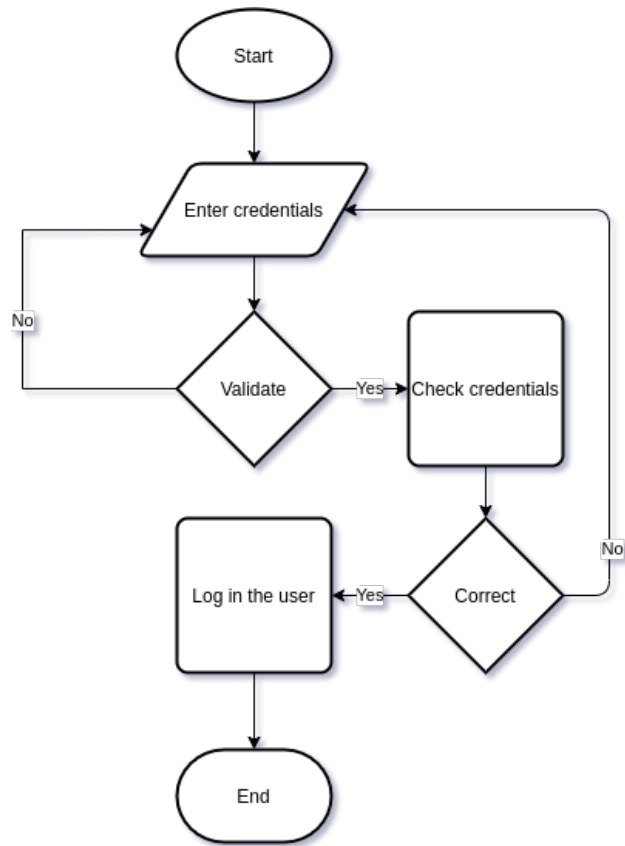 Start
Enter credentials
No
Validate
Yes
Check credentials
No
Log in the user
Yes
Correct
End